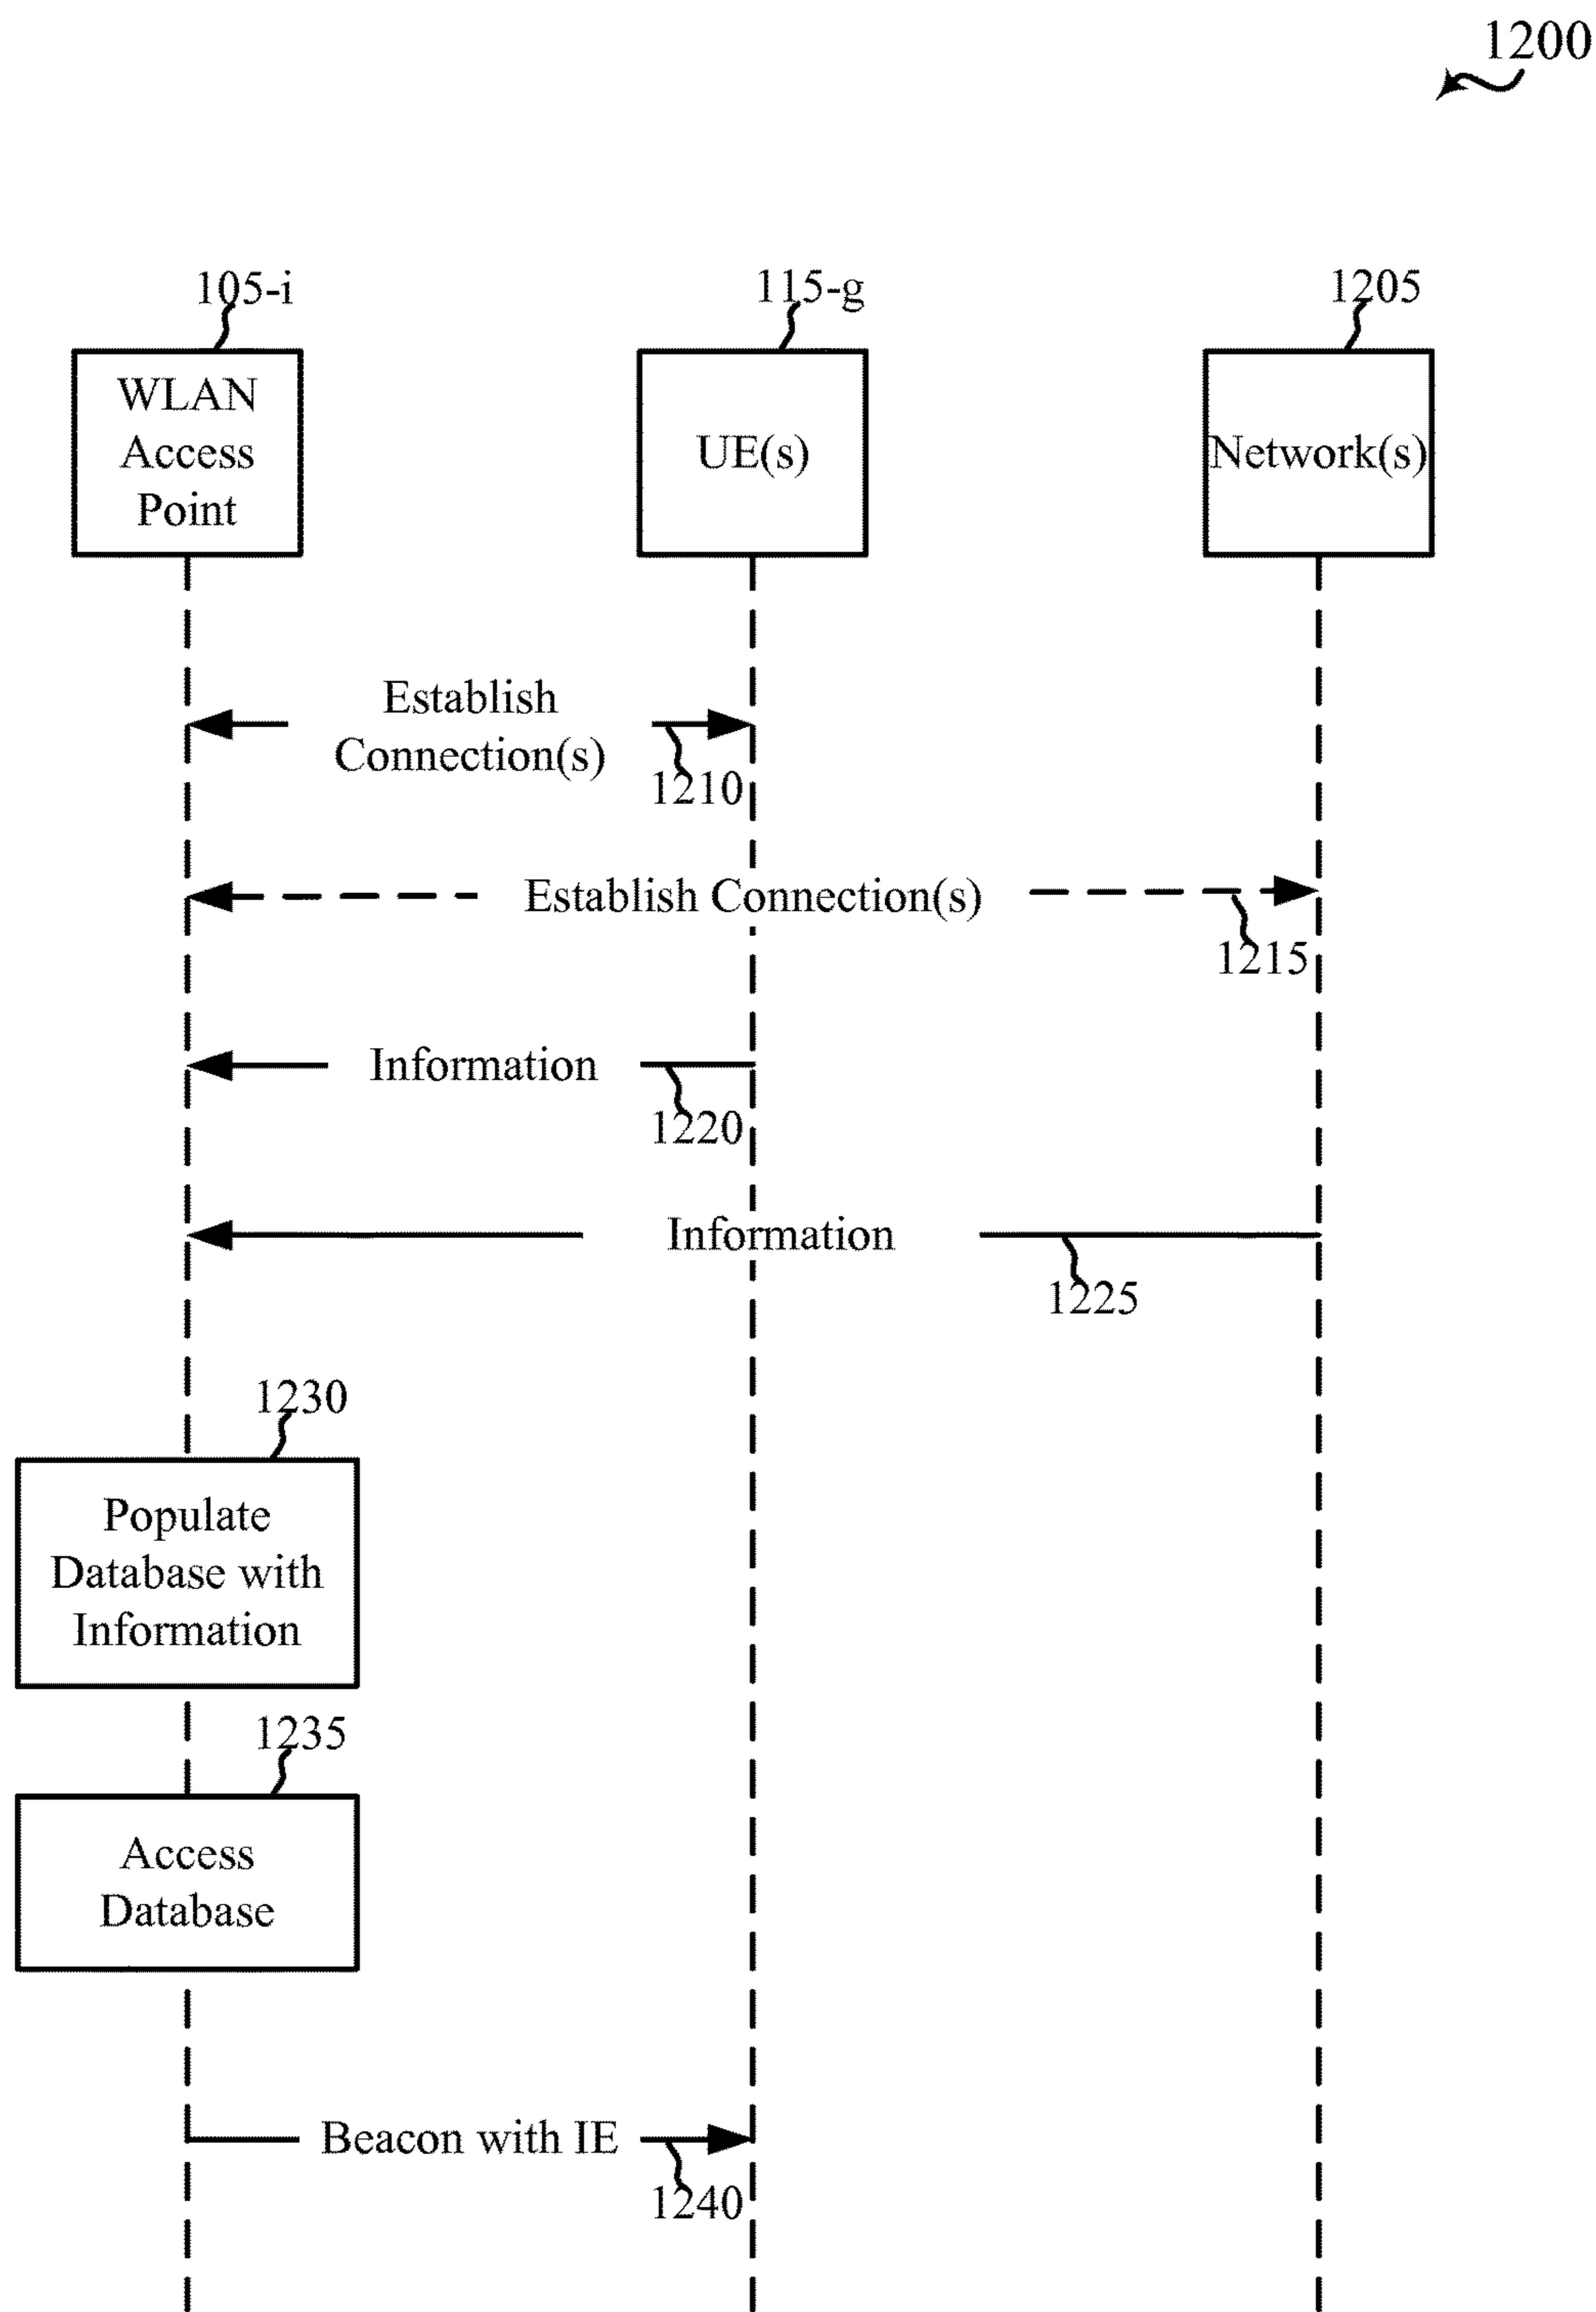 1200
105-i
115-g
1205
WLAN
Access
Point
UE(s)
Network(s)
Establish
Connection(s)
1210
Establish Connection(s)
1215
Information
1220
Information
1225
1230
Populate
Database with
Information
1235
Access
Database
Beacon with IE
1240